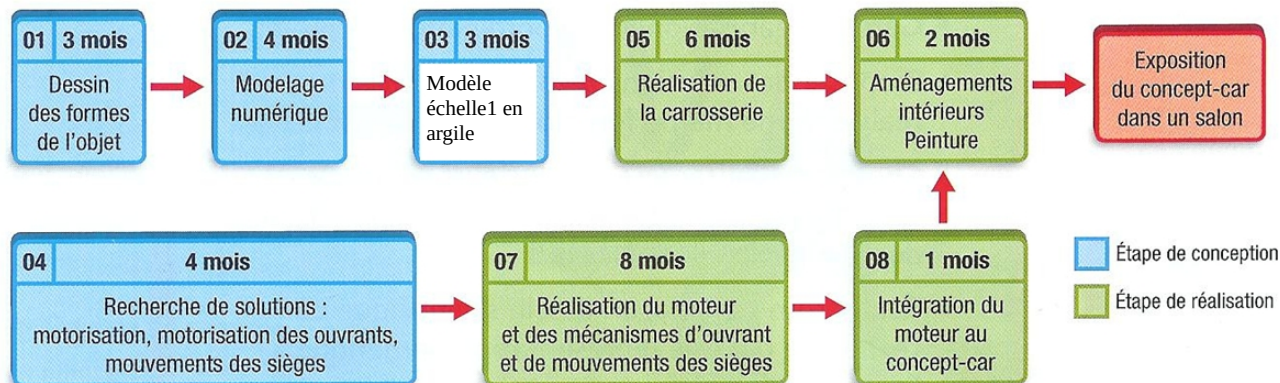 01 3 mois
Dessin
des formes
de l'objet
02 4 mois
Modelage
numérique
03 3 mois
Modèle
échelle1 en
argile
05 6 mois
Réalisation de
la carrosserie
06 2 mois
Aménagements
intérieurs
Peinture
Exposition
du concept-car
dans un salon
04 4 mois
Recherche de solutions :
motorisation, motorisation des ouvrants,
mouvements des sièges
07 8 mois
Réalisation du moteur
et des mécanismes d'ouvrant
et de mouvements des sièges
08 1 mois
Intégration du
moteur au
concept-car
Étape de conception
Étape de réalisation